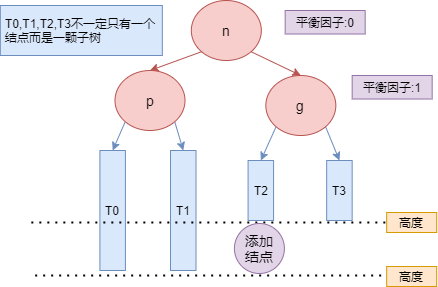 T0,T1,T2,T3不一定只有一个
结点而是一颗子树
n
平衡因子:0
p
g
平衡因子:1
T0
T1
T2
T3
高度
添加
结点
高度